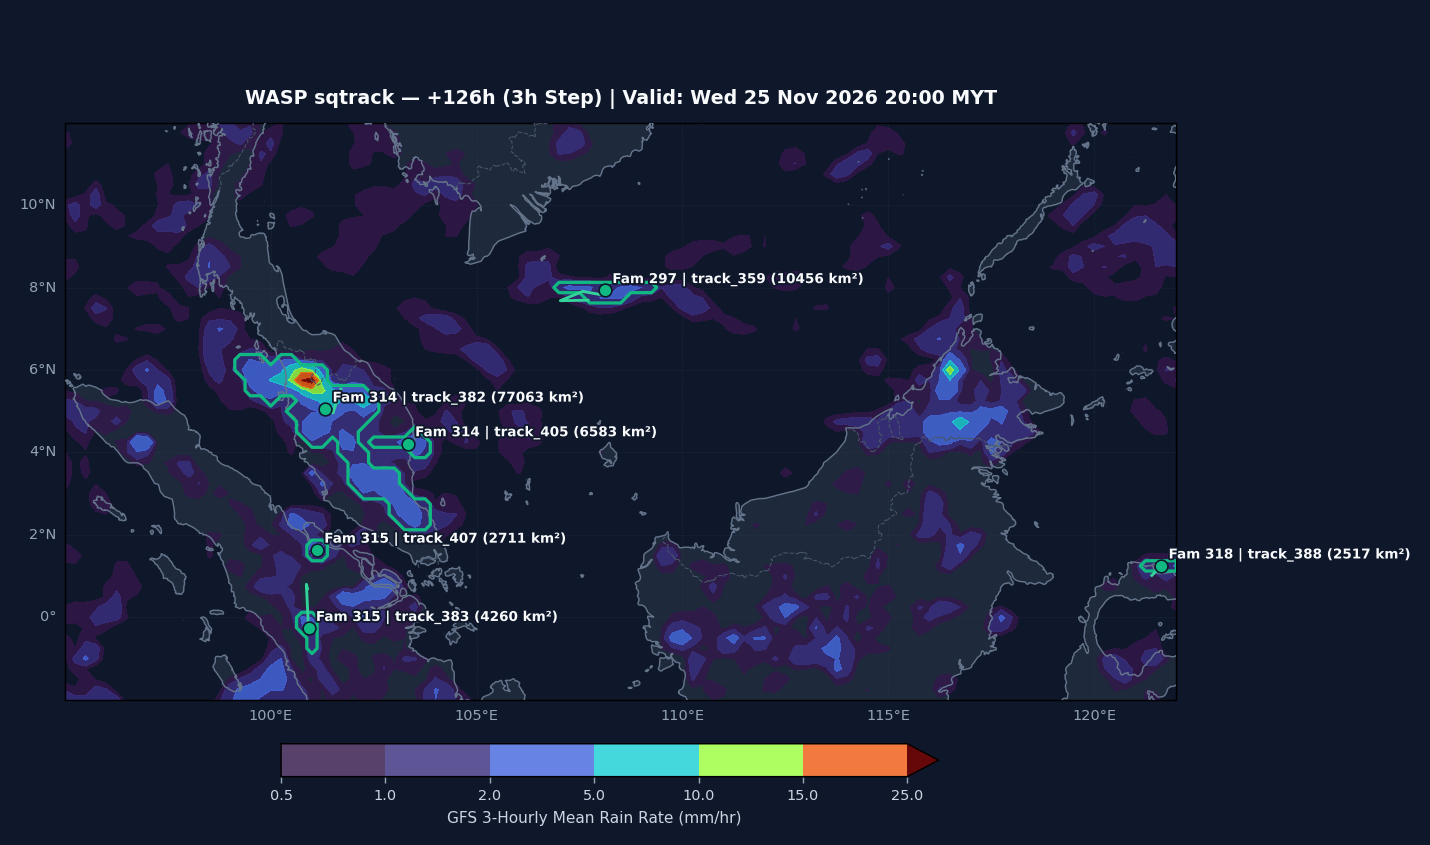 WASP sqtrack — +126h (3h Step) | Valid: Wed 25 Nov 2026 20:00 MYT
10°N
8°N
6°N
4°N
2°N
0°
Fam 297 | track_359 (10456 km²)
Fam 314 | track_382 (77063 km²)
Fam 314 | track_405 (6583 km²)
Fam 315 | track_407 (2711 km²)
Fam 318 | track_388 (2517 km²)
Fam 315 | track_383 (4260 km²)
100°E
105°E
110°E
115°E
120°E
0.5
1.0
2.0
5.0
10.0
15.0
25.0
GFS 3-Hourly Mean Rain Rate (mm/hr)